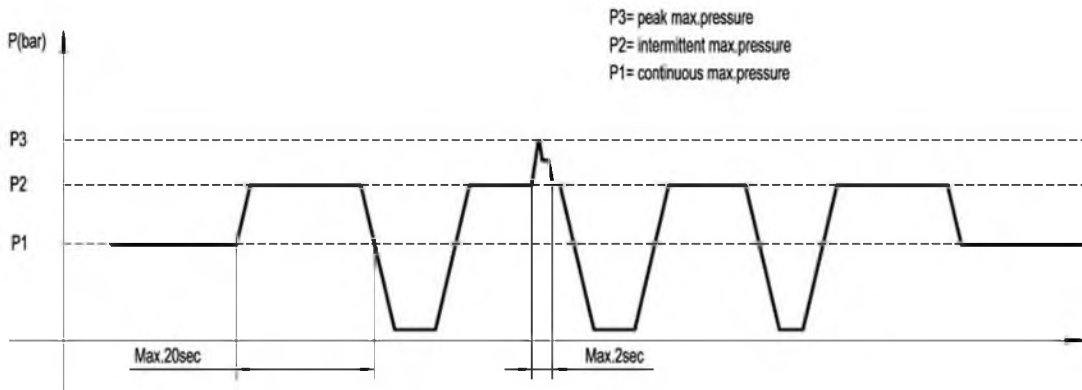 P3= peak max.pressure
P(bar)
P2= intermittent max.pressure
P1= continuous max.pressure
P3
P2
P1
Max.20sec
Max.2sec